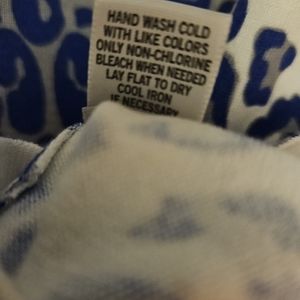 HAND WASH COLD
WITH LIKE COLORS
ONLY NON-CHLORINE
BLEACH WHEN NEEDED
LAY FLAT TO DRY
COOL IRON
IF NECESSARY